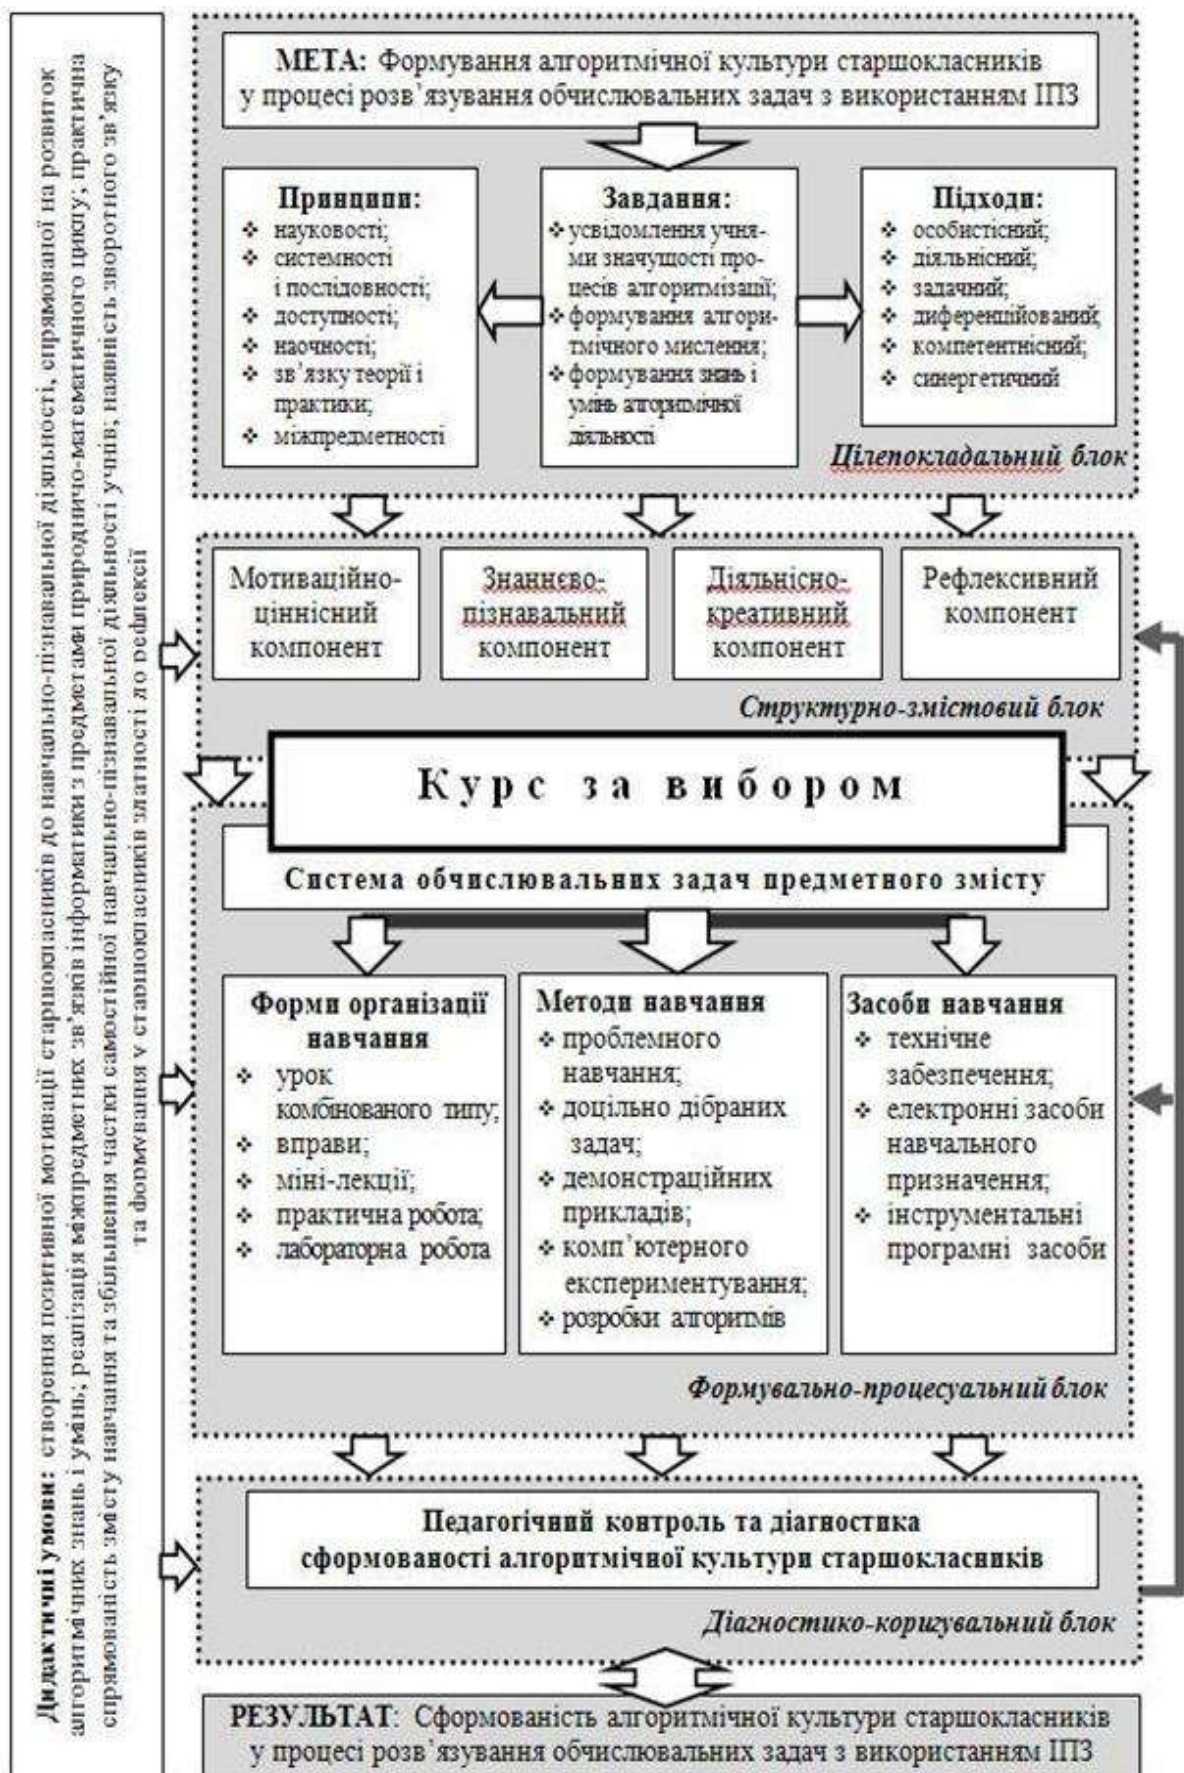 Дидактичні умови: створення позитивної мотивації старшокласників до навчально-пізнавальної діяльності, спрямованої на розвиток
алгоритмічних знань і умінь; реалізація міжпредметних зв’язків інформатики з предметами природничо-математичного циклу; практична
спрямованість змісту навчання та збільшення частки самостійної навчально-пізнавальної діяльності учнів; наявність зворотного зв’язку
та формування у старшокласників здатності до рефлексії
МЕТА: Формування алгоритмічної культури старшокласників
у процесі розв’язування обчислювальних задач з використанням ІПЗ
Принципи:
❖ науковості;
❖ системності
і послідовності;
❖ доступності;
❖ наочності;
❖ зв’язку теорії і
практики;
❖ міжпредметності
Завдання:
❖ усвідомлення учня-
ми значущості про-
цесів алгоритмізації;
❖ формування алгори-
тмічного мислення;
❖ формування знань і
умінь алгоритмічної
діяльності
Підходи:
❖ особистісний;
❖ діяльнісний;
❖ задачний;
❖ диференційований;
❖ компетентнісний;
❖ синергетичний
Цілепокладальний блок
Мотиваційно-
ціннісний
компонент
Знаннєво-
пізнавальний
компонент
Діяльнісно-
креативний
компонент
Рефлексивний
компонент
Структурно-змістовий блок
Курс за вибором
Система обчислювальних задач предметного змісту
Форми організації
навчання
❖ урок
комбінованого типу;
❖ вправи;
❖ міні-лекції;
❖ практична робота;
❖ лабораторна робота
Методи навчання
❖ проблемного
навчання;
❖ доцільно дібраних
задач;
❖ демонстраційних
прикладів;
❖ комп’ютерного
експериментування;
❖ розробки алгоритмів
Засоби навчання
❖ технічне
забезпечення;
❖ електронні засоби
навчального
призначення;
❖ інструментальні
програмні засоби
Формувально-процесуальний блок
Педагогічний контроль та діагностика
сформованості алгоритмічної культури старшокласників
Діагностико-коригувальний блок
РЕЗУЛЬТАТ: Сформованість алгоритмічної культури старшокласників
у процесі розв’язування обчислювальних задач з використанням ІПЗ